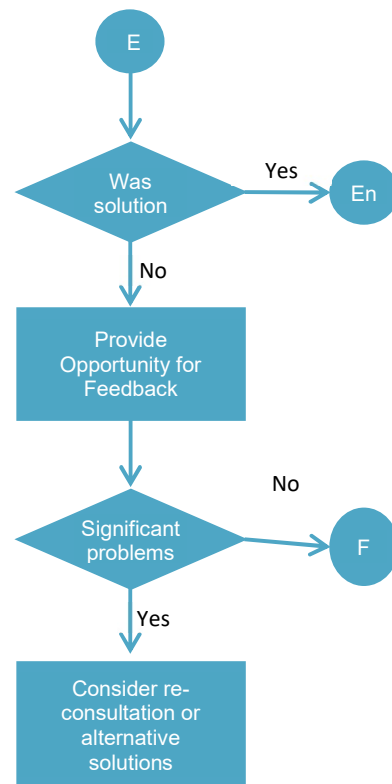 E
Was
solution
Yes
En
No
Provide
Opportunity for
Feedback
No
Significant
problems
F
Yes
Consider re-
consultation or
alternative
solutions